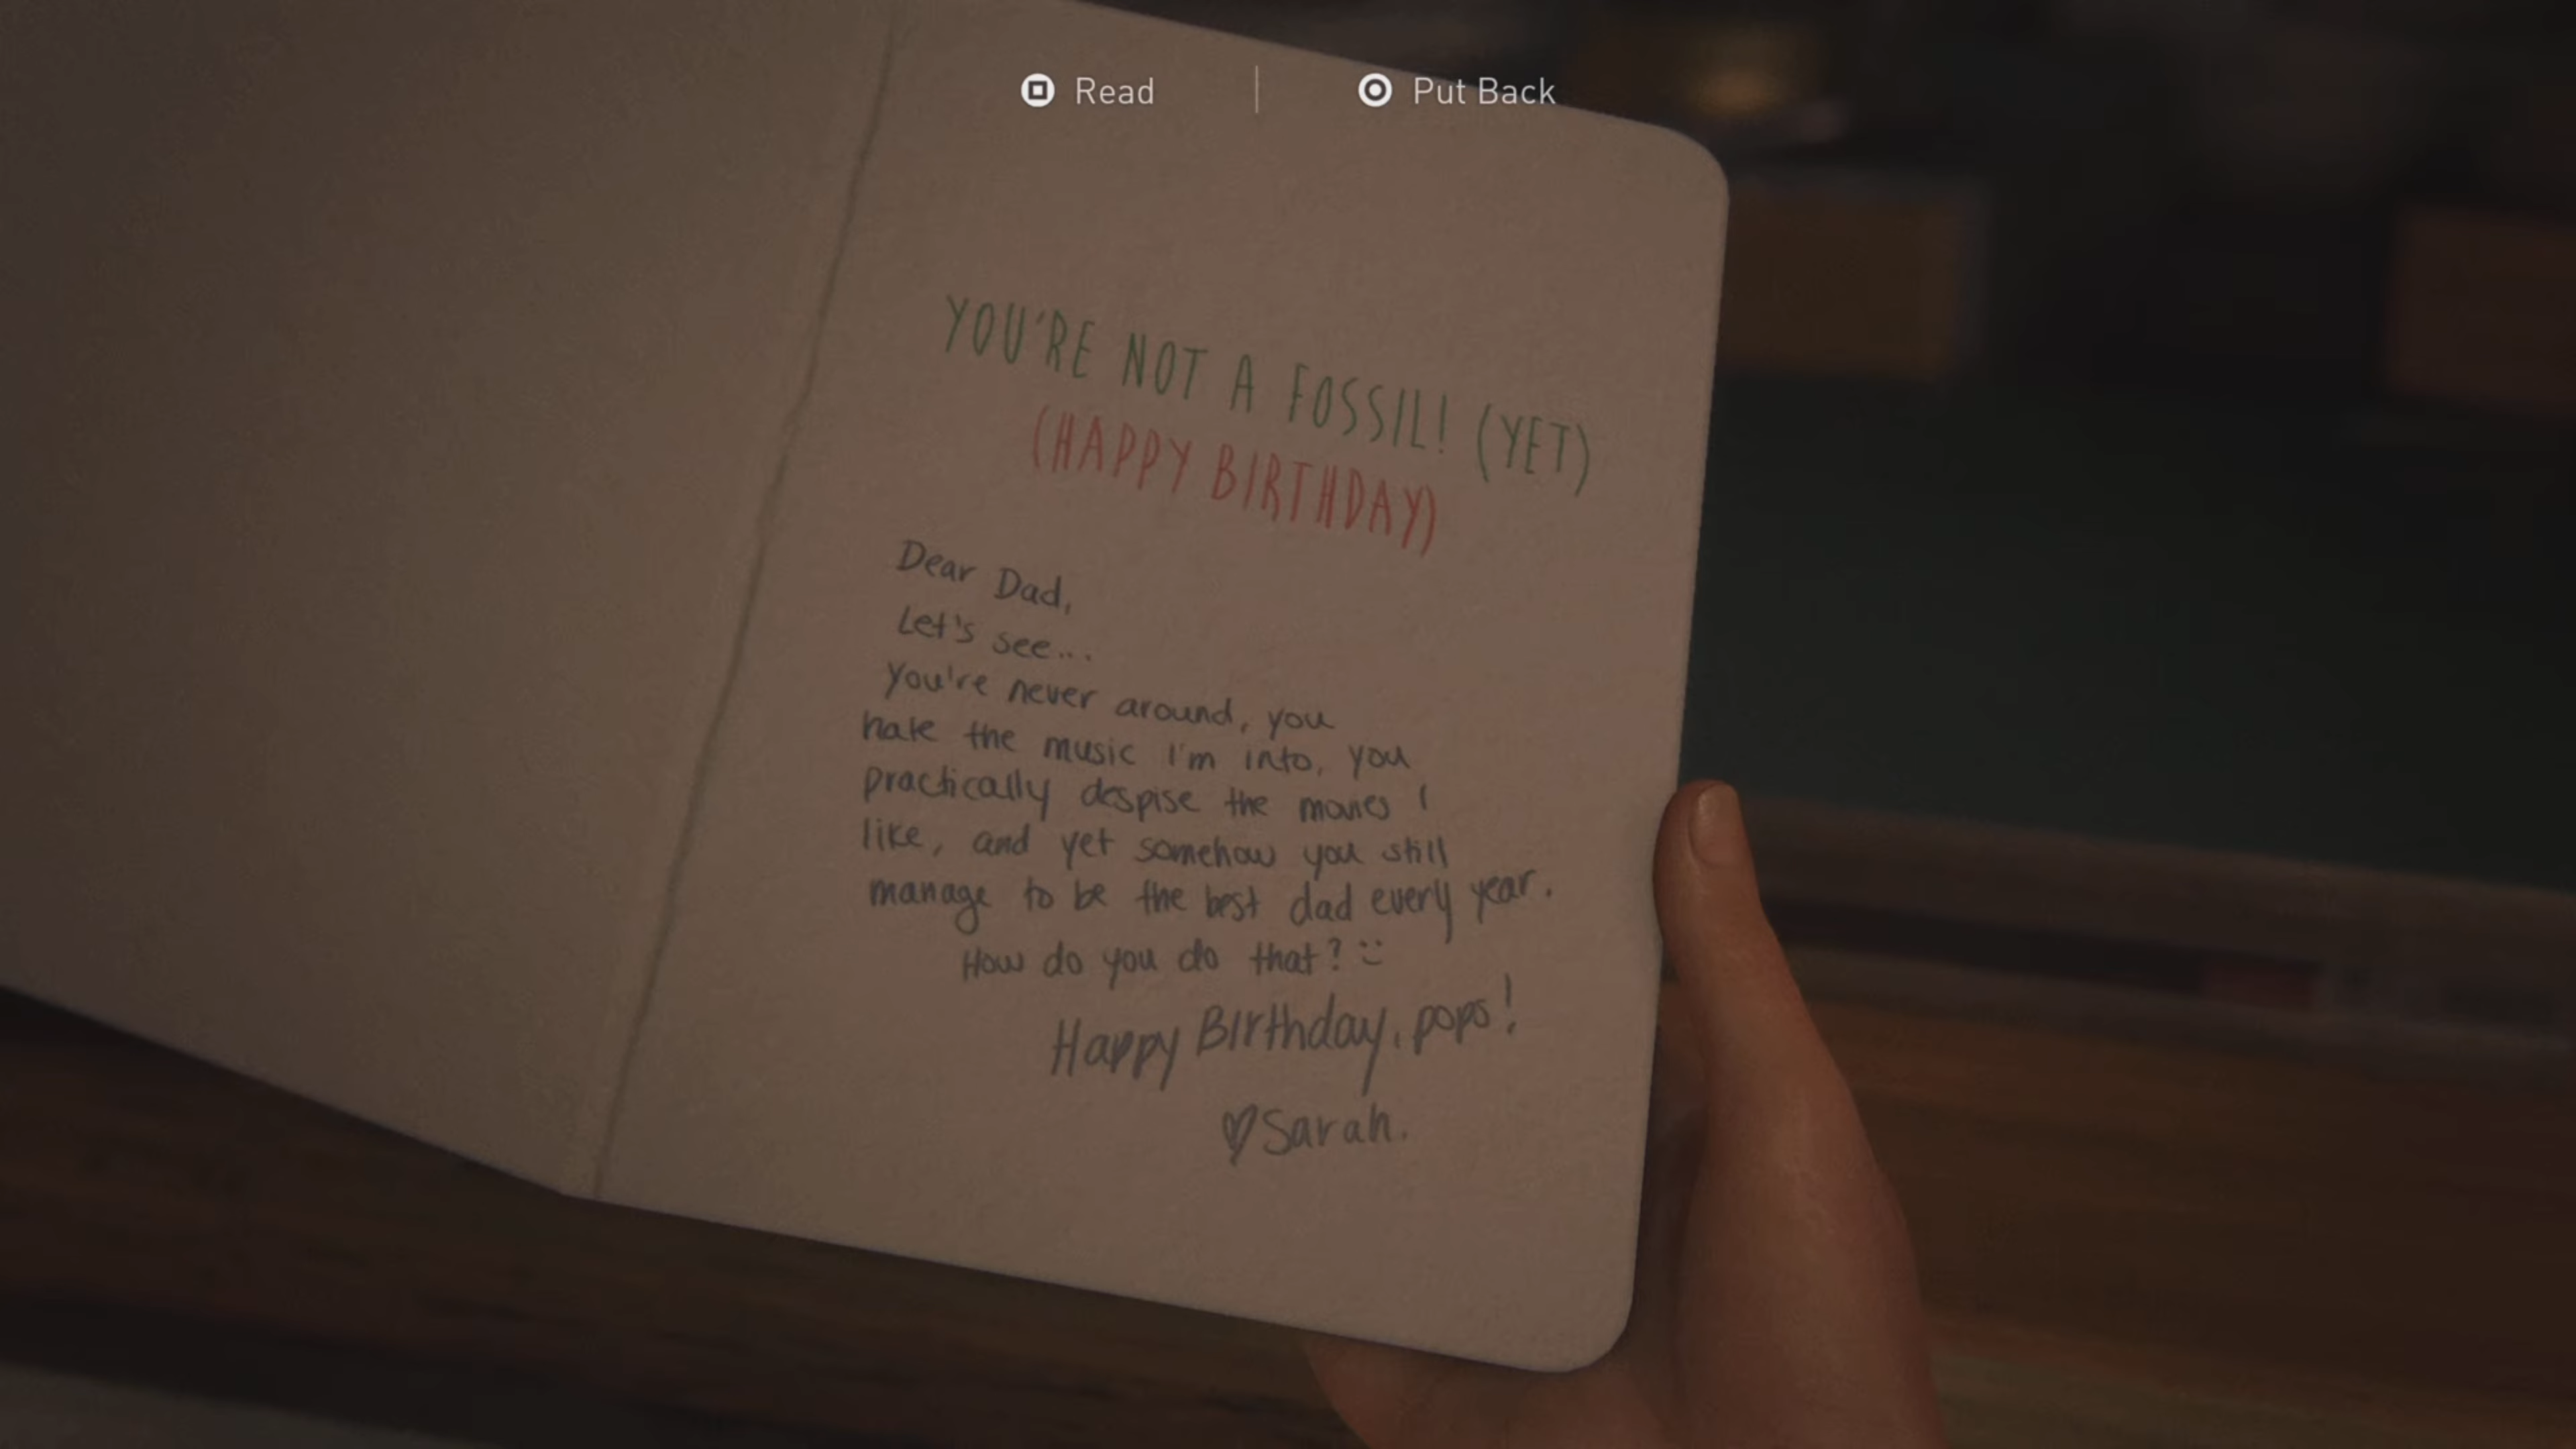 Read
Put Back
YOU'RE NOT A FOSSIL! (YET)
(HAPPY BIRTHDAY)
Dear Dad,
Let's see...
You're never around, you
hate the music I'm into, you
practically despise the movies I
like, and yet somehow you still
manage to be the best dad every year.
How do you do that? :)
Happy Birthday, pops!
♡ Sarah.